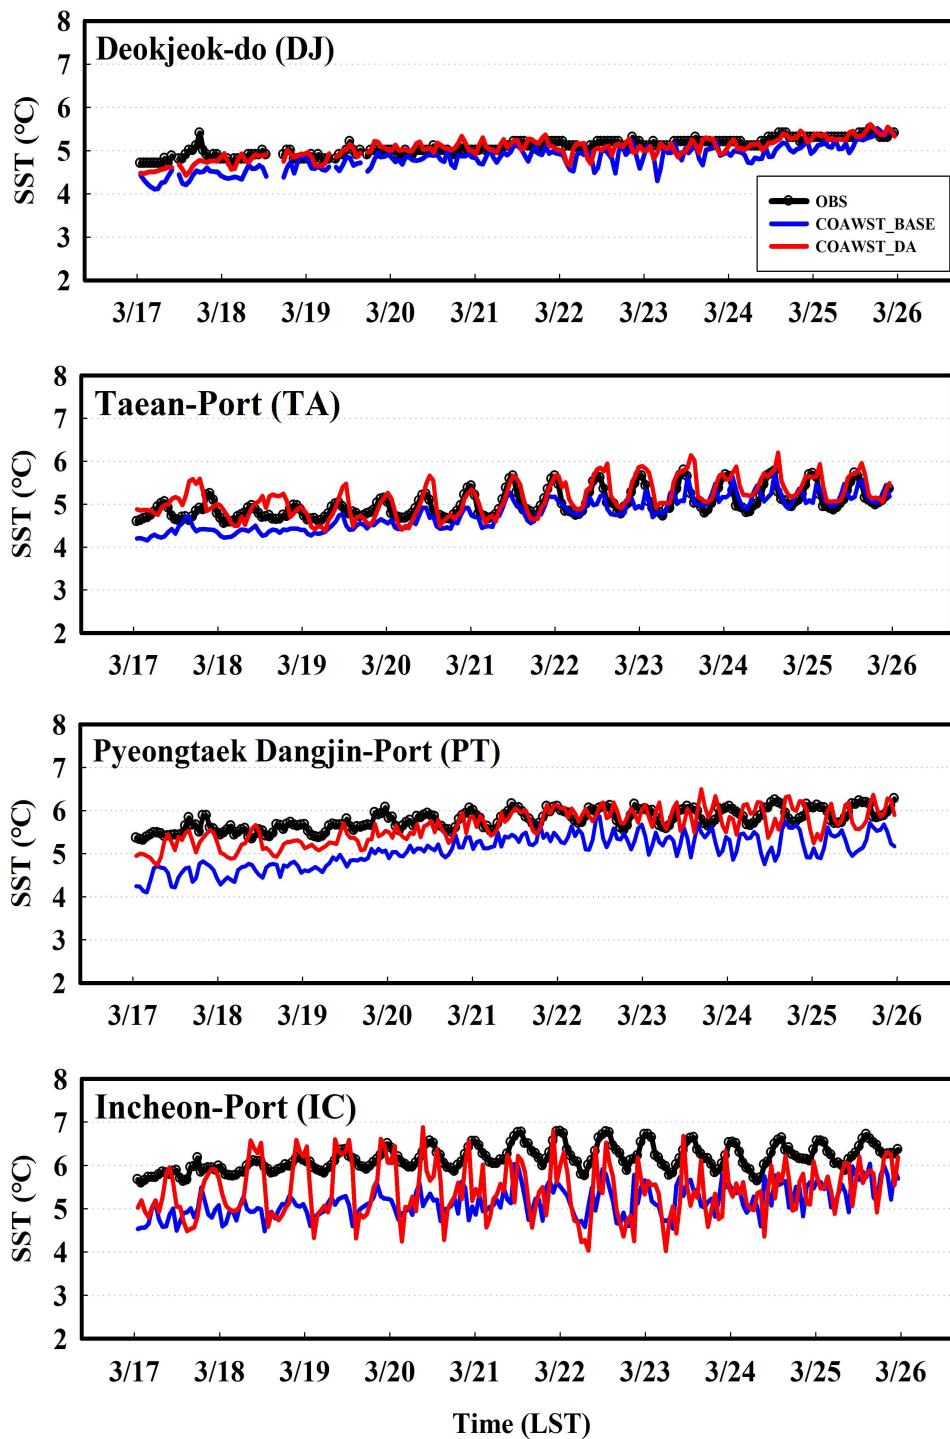 Deokjeok-do (DJ)
SST (°C)
8
7
6
5
4
3
2
OBS
COAWST_BASE
COAWST_DA
3/17 3/18 3/19 3/20 3/21 3/22 3/23 3/24 3/25 3/26
Taean-Port (TA)
SST (°C)
8
7
6
5
4
3
2
3/17 3/18 3/19 3/20 3/21 3/22 3/23 3/24 3/25 3/26
Pyeongtaek Dangjin-Port (PT)
SST (°C)
8
7
6
5
4
3
2
3/17 3/18 3/19 3/20 3/21 3/22 3/23 3/24 3/25 3/26
Incheon-Port (IC)
SST (°C)
8
7
6
5
4
3
2
3/17 3/18 3/19 3/20 3/21 3/22 3/23 3/24 3/25 3/26
Time (LST)